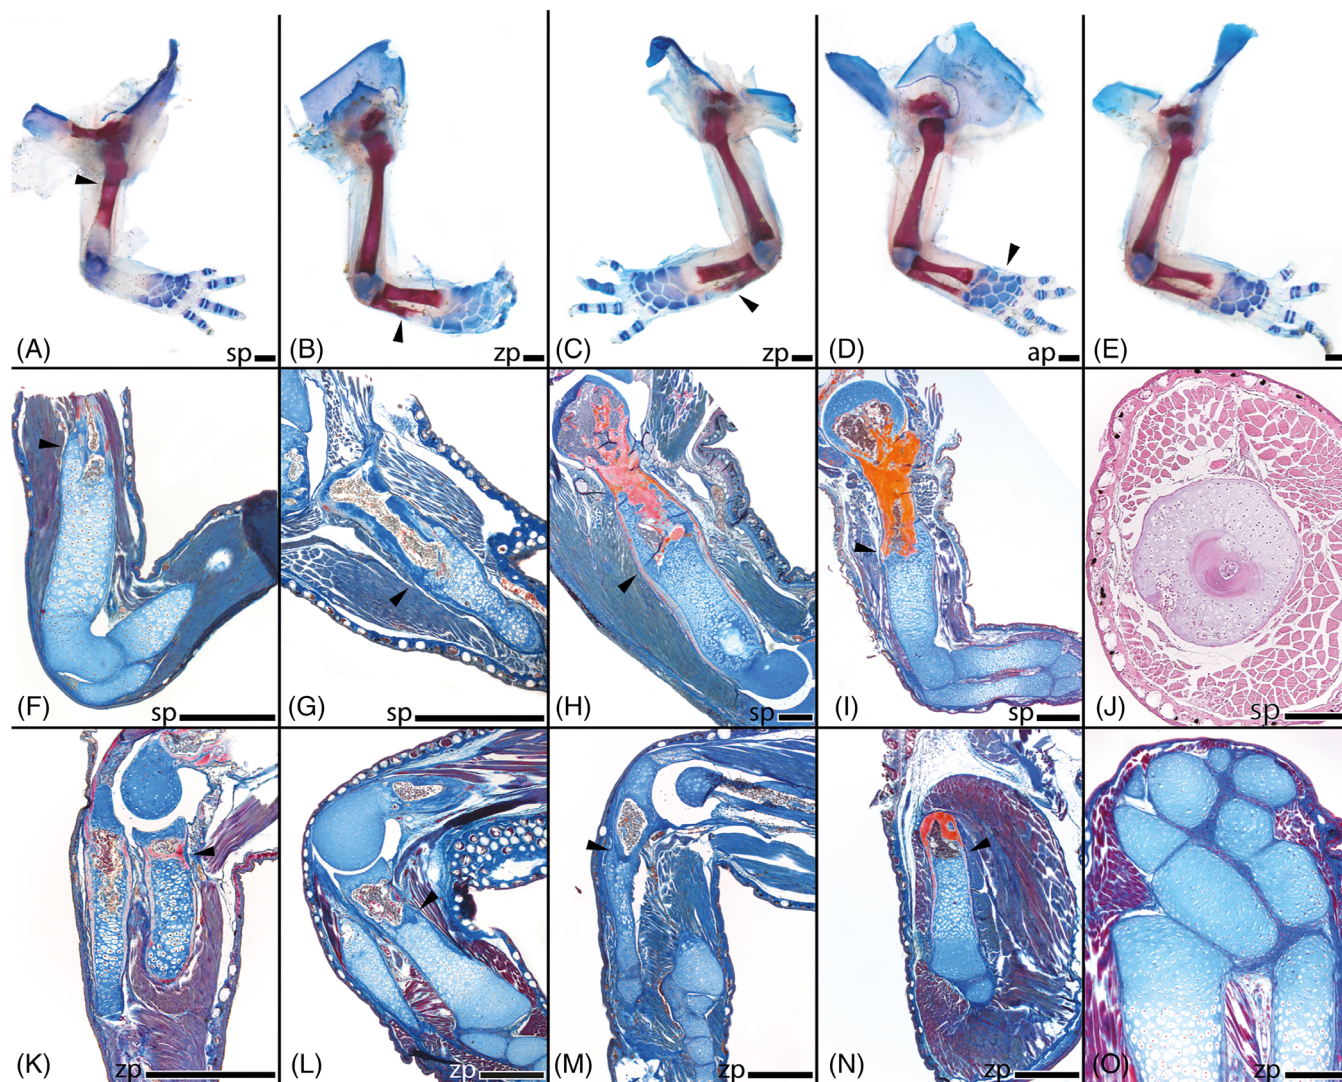 (A) sp
(B) zp
(C) zp
(D) ap
(E)
(F) sp
(G) sp
(H) sp
(I) sp
(J) sp
(K) zp
(L) zp
(M) zp
(N) zp
(O) zp